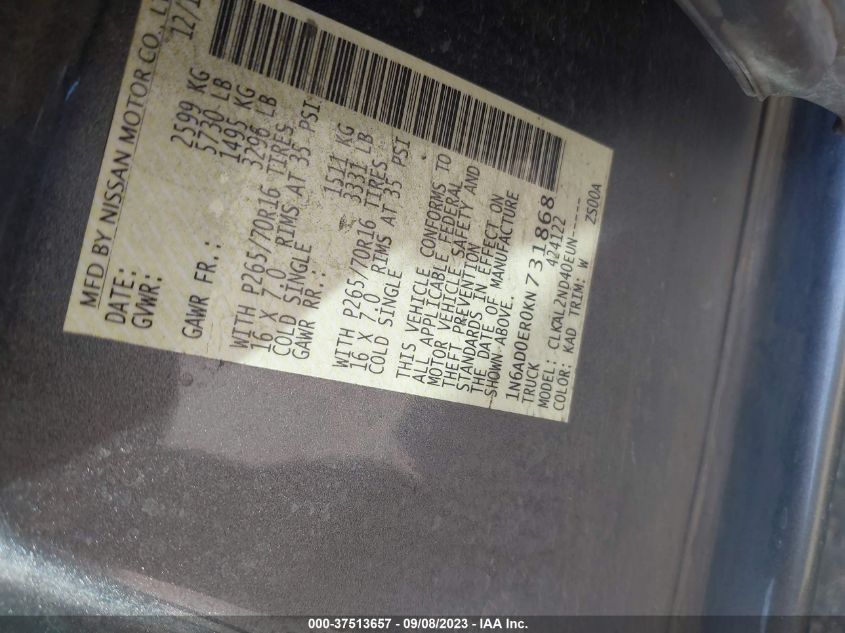 MFD BY NISSAN MOTOR CO.
DATE: 12/1
GVWR: 2599 KG
5730 LB
GAWR FR.: 1495 KG
3296 LB
WITH P265/70R16 TIRES
16 X 7.0 RIMS AT 35 PSI
COLD SINGLE
GAWR RR.: 1511 KG
3331 LB
WITH P265/70R16 TIRES
16 X 7.0 RIMS AT 35 PSI
COLD SINGLE
THIS VEHICLE CONFORMS TO
ALL APPLICABLE FEDERAL
MOTOR VEHICLE SAFETY AND
THEFT PREVENTION
STANDARDS IN EFFECT ON
THE DATE OF MANUFACTURE
SHOWN ABOVE.
1N6AD0ER0KN731868
TRUCK 424122
MODEL: CLKAL2ND40EUN-----
COLOR: KAD TRIM: W 2S00A
000-37513657 - 09/08/2023 - IAA Inc.